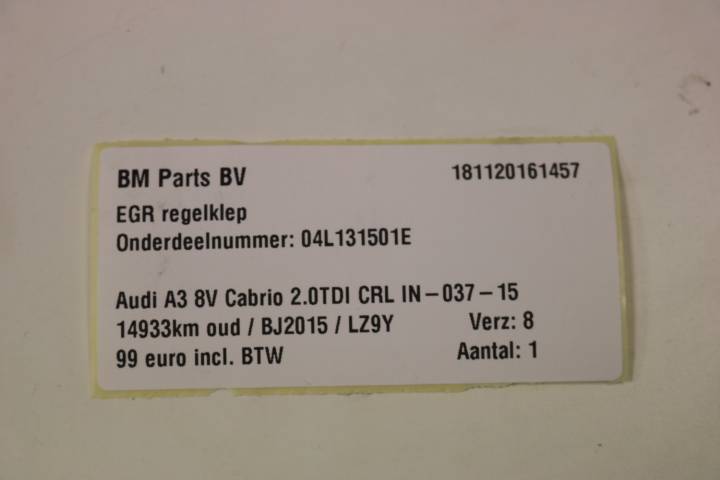 BM Parts BV 181120161457
EGR regelklep
Onderdeelnummer: 04L131501E
Audi A3 8V Cabrio 2.0TDI CRL IN-037-15
14933km oud / BJ2015 / LZ9Y Verz: 8
99 euro incl. BTW Aantal: 1